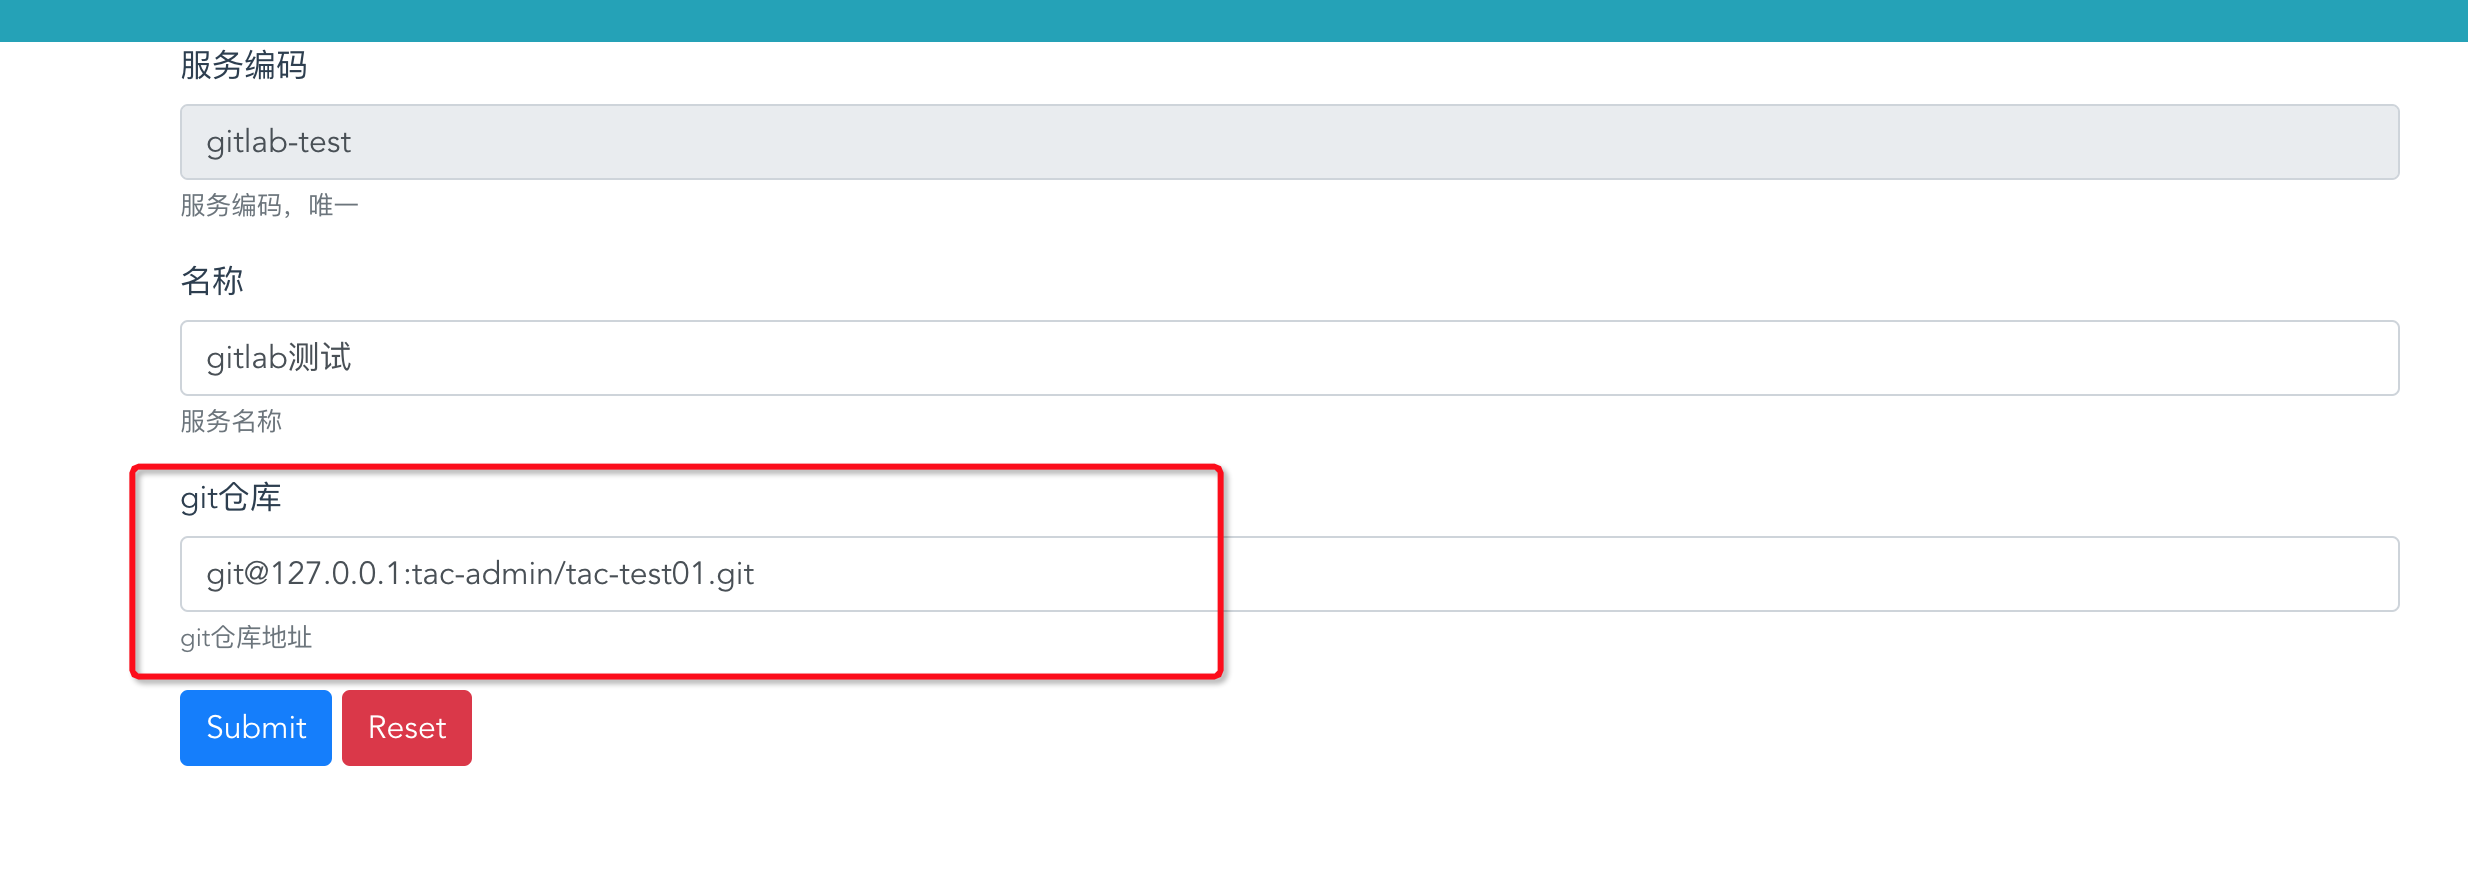 服务编码
gitlab-test
服务编码，唯一
名称
gitlab测试
服务名称
git仓库
git@127.0.0.1:tac-admin/tac-test01.git
git仓库地址
Submit Reset